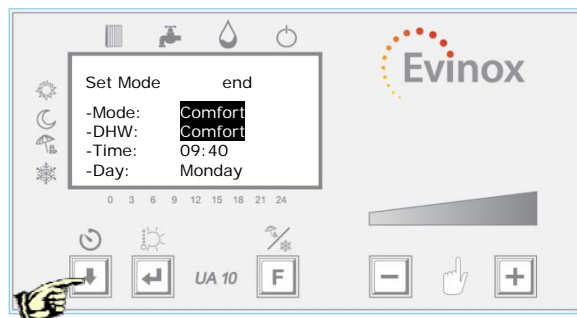 Evinox
Set Mode end
-Mode: Comfort
-DHW: Comfort
-Time: 09:40
-Day: Monday
0 3 6 9 12 15 18 21 24
UA 10 F